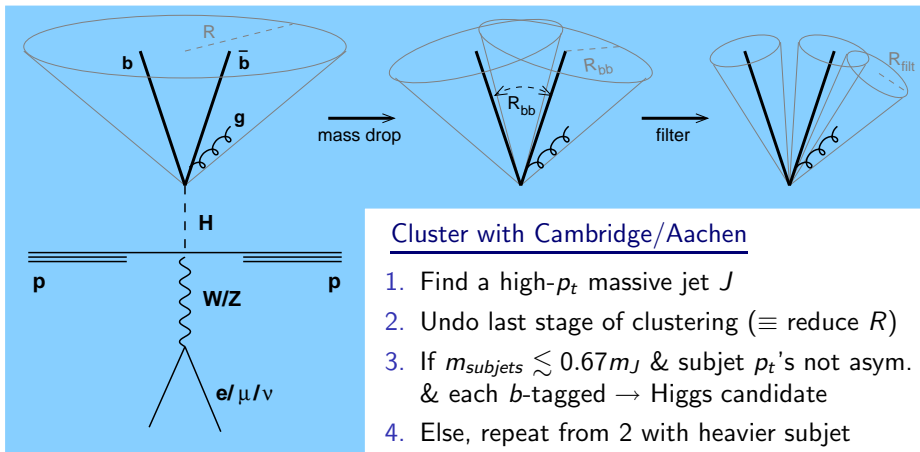 R
b
b̄
g
mass drop
R_bb
R_bb
filter
R_filt
H
p
p
W/Z
e/μ/ν
Cluster with Cambridge/Aachen
1. Find a high-p_t massive jet J
2. Undo last stage of clustering (≡ reduce R)
3. If m_subjets ≲ 0.67m_J & subjet p_t's not asym.
& each b-tagged → Higgs candidate
4. Else, repeat from 2 with heavier subjet